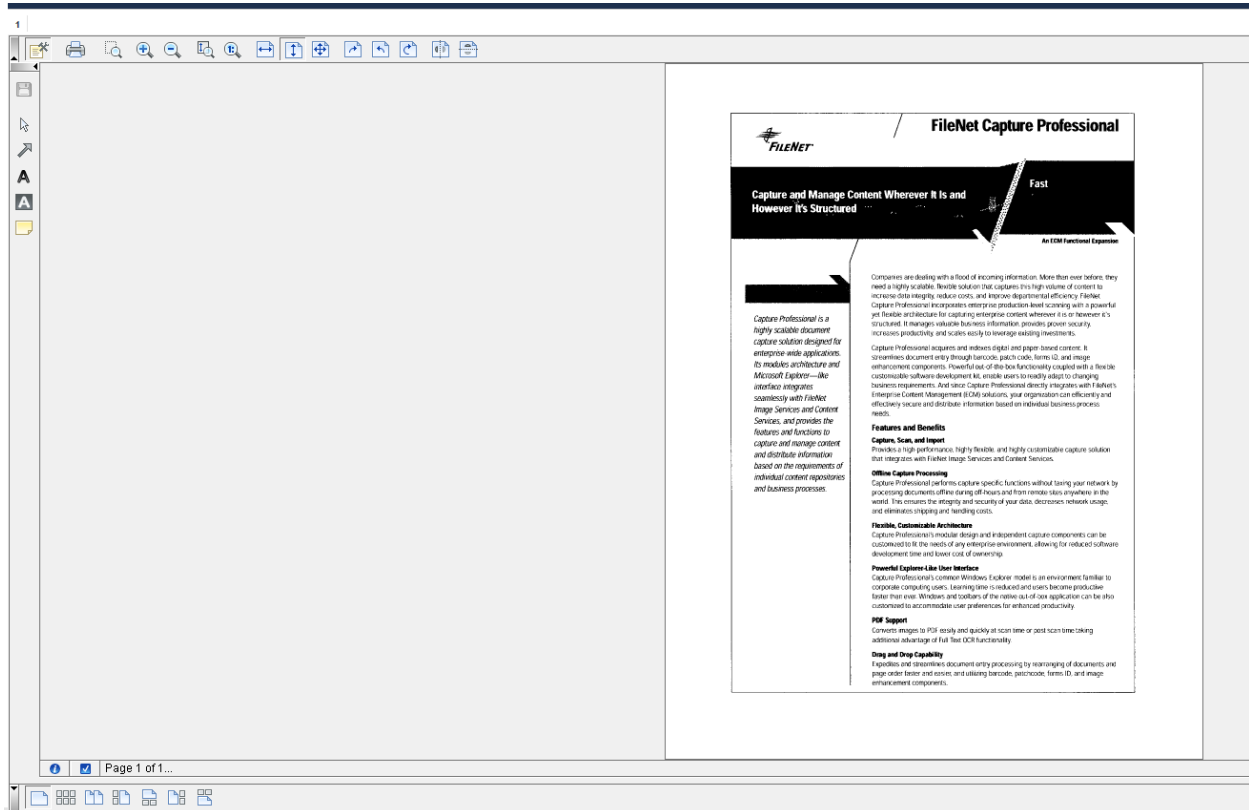 1
FileNet Capture Professional
FILENET
Fast
Capture and Manage Content Wherever It Is and
However It's Structured
An ECM Functional Expansion
Capture Professional is a
highly scalable document
capture solution designed for
enterprise-wide applications.
Its modules architecture and
Microsoft Explorer—like
interface integrates
seamlessly with FileNet
Image Services and Content
Services, and provides the
features and functions to
capture and manage content
and distribute information
based on the requirements of
individual content repositories
and business processes.
Companies are dealing with a flood of incoming information. More than ever before, they
need a highly scalable, flexible solution that captures this high volume of content to
increase data integrity, reduce costs, and improve departmental efficiency. FileNet
Capture Professional incorporates enterprise production-level scanning with a powerful
yet flexible architecture for capturing enterprise content wherever it is or however it's
structured. It manages valuable business information, provides proven security,
increases productivity, and scales easily to leverage existing investments.
Capture Professional acquires and indexes digital and paper-based content. It
streamlines document entry through barcode, patch code, forms ID, and image
enhancement components. Powerful out-of-the-box functionality coupled with a flexible
customizable software development kit, enable users to readily adapt to changing
business requirements. And since Capture Professional directly integrates with FileNet's
Enterprise Content Management (ECM) solutions, your organization can efficiently and
effectively secure and distribute information based on individual business process
needs.
Features and Benefits
Capture, Scan, and Import
Provides a high performance, highly flexible, and highly customizable capture solution
that integrates with FileNet Image Services and Content Services.
Offline Capture Processing
Capture Professional performs capture specific functions without taxing your network by
processing documents offline during off-hours and from remote sites anywhere in the
world. This ensures the integrity and security of your data, decreases network usage,
and eliminates shipping and handling costs.
Flexible, Customizable Architecture
Capture Professional's modular design and independent capture components can be
customized to fit the needs of any enterprise environment, allowing for reduced software
development time and lower cost of ownership.
Powerful Explorer-Like User Interface
Capture Professional's common Windows Explorer model is an environment familiar to
corporate computing users. Learning time is reduced and users become productive
faster than ever. Windows and toolbars of the native out-of-box application can be also
customized to accommodate user preferences for enhanced productivity.
PDF Support
Converts images to PDF easily and quickly at scan time or post scan time taking
additional advantage of Full Text OCR functionality.
Drag and Drop Capability
Expedites and streamlines document entry processing by rearranging of documents and
page order faster and easier, and utilizing barcode, patchcode, forms ID, and image
enhancement components.
Page 1 of 1...